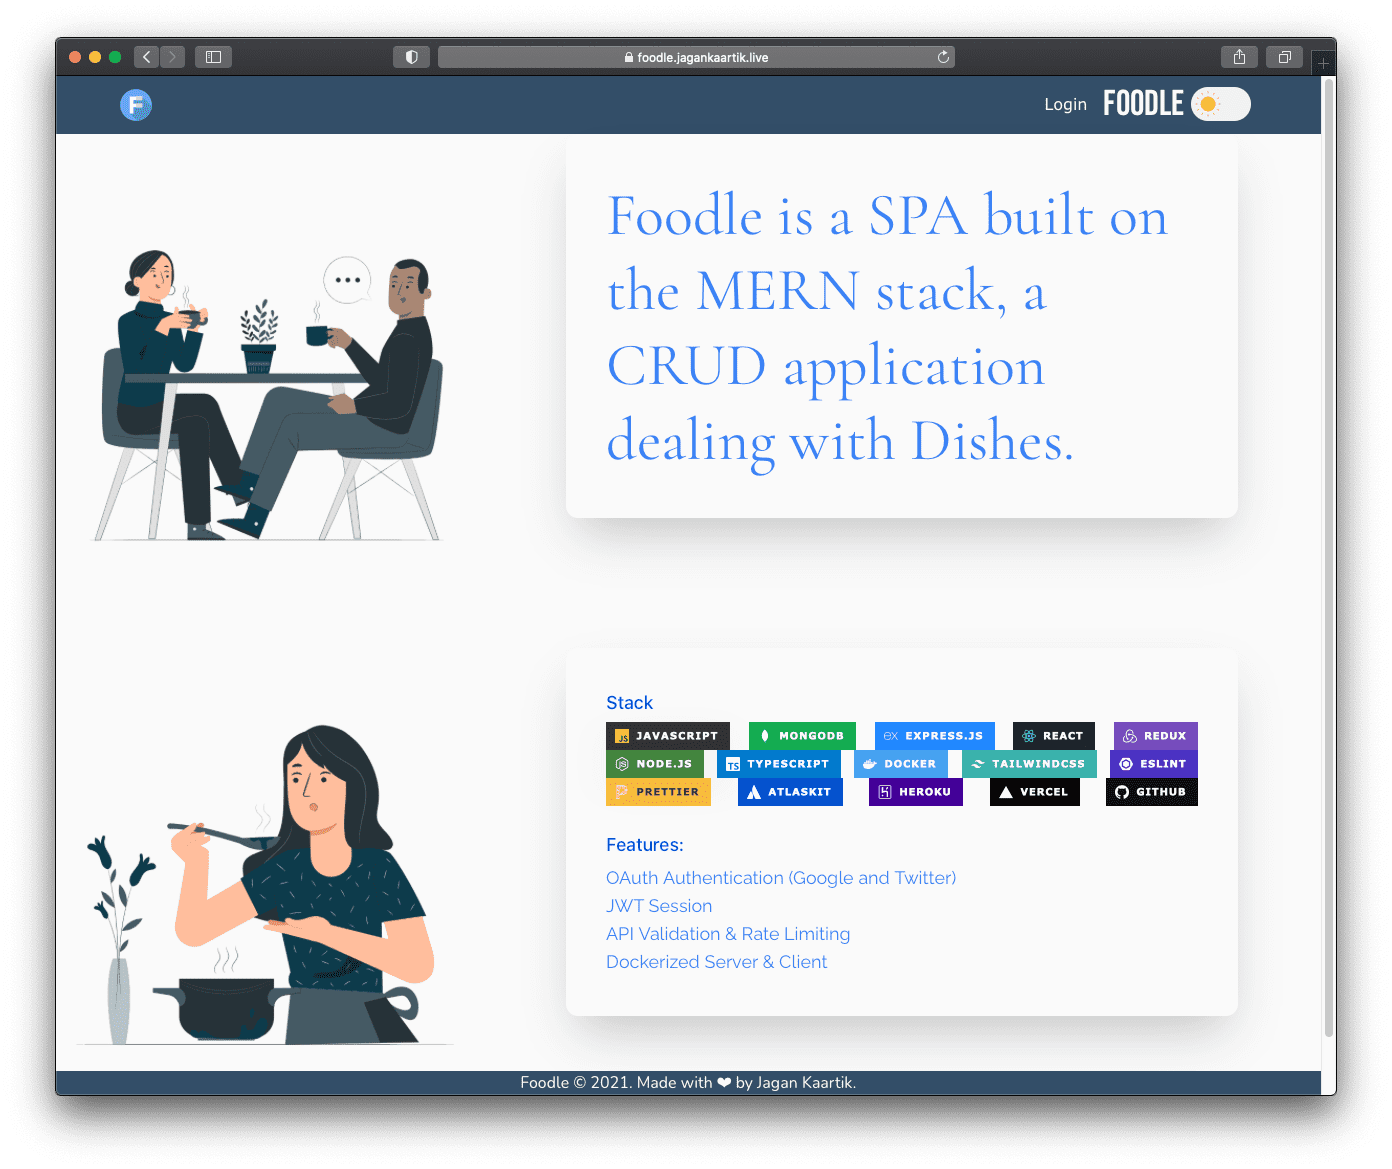 foodle.jagankaartik.live
F
Login FOODLE
Foodle is a SPA built on
the MERN stack, a
CRUD application
dealing with Dishes.
Stack
JS JAVASCRIPT MONGODB ex EXPRESS.JS REACT REDUX
JS NODE.JS TS TYPESCRIPT DOCKER TAILWINDCSS ESLINT
PRETTIER ATLASKIT HEROKU VERCEL GITHUB
Features:
OAuth Authentication (Google and Twitter)
JWT Session
API Validation & Rate Limiting
Dockerized Server & Client
Foodle © 2021. Made with ❤ by Jagan Kaartik.